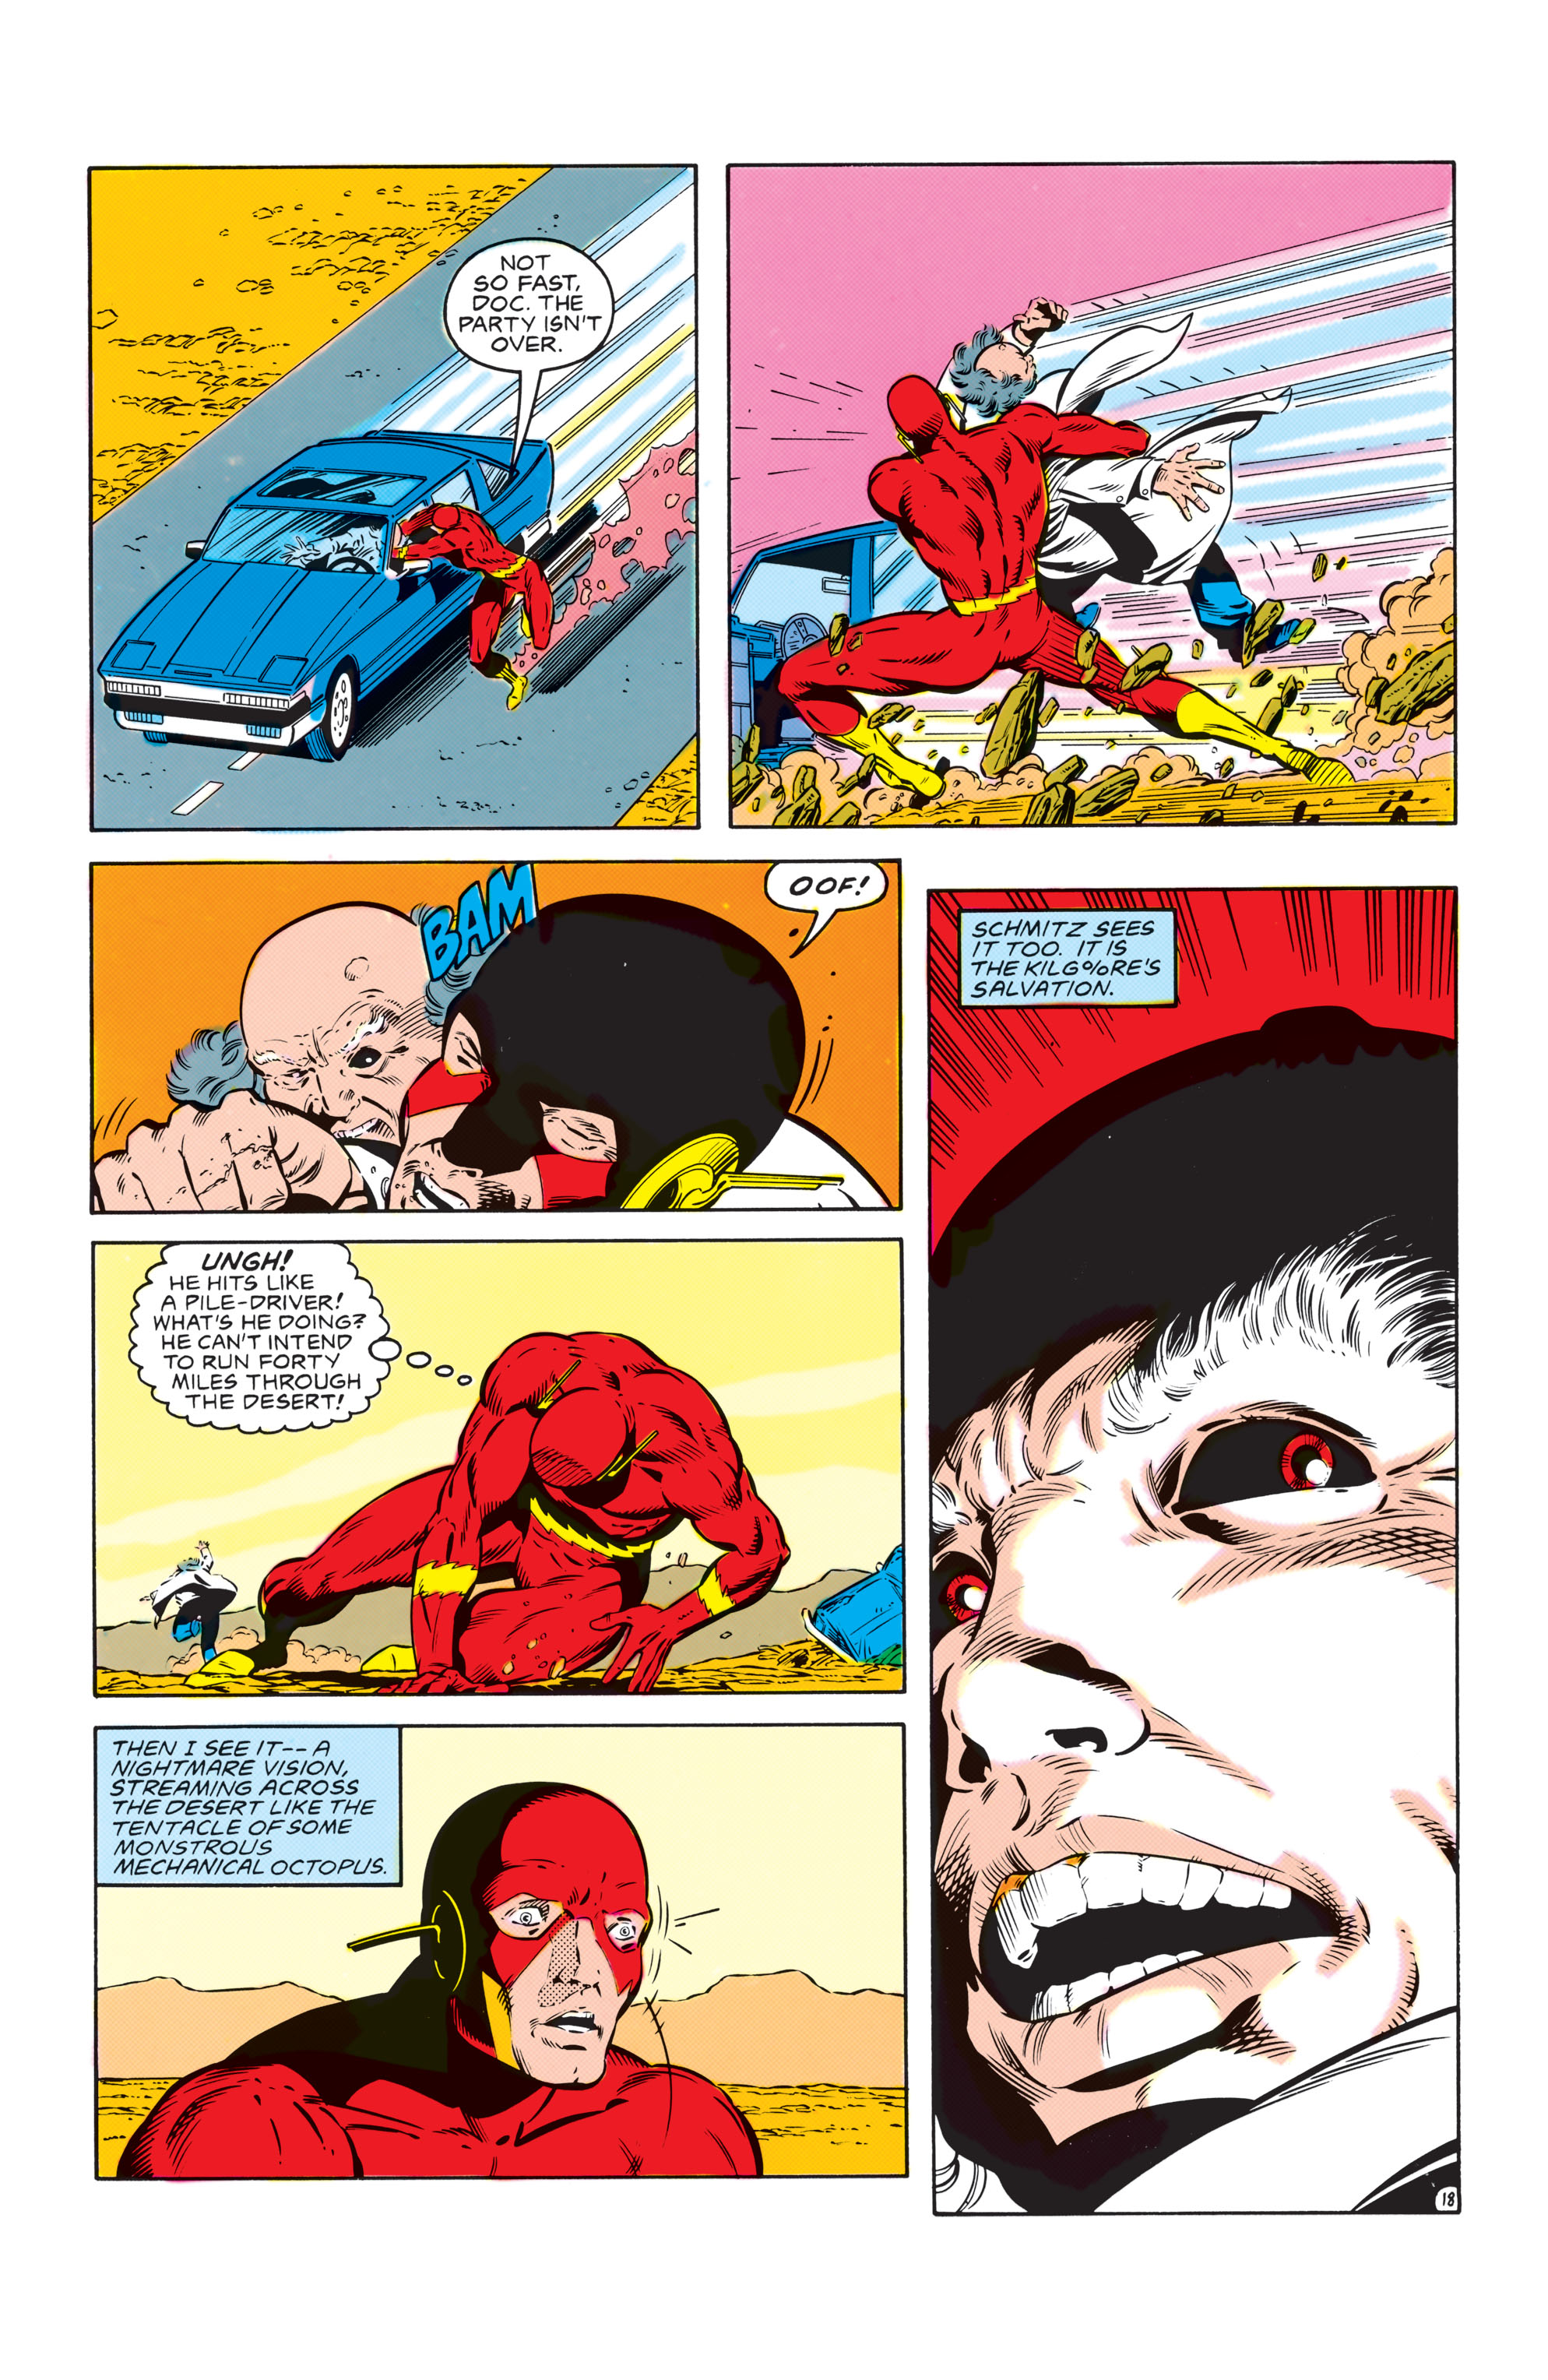 NOT
SO FAST,
DOC. THE
PARTY ISN'T
OVER.
BAM
OOF!
UNGH!
HE HITS LIKE
A PILE-DRIVER!
WHAT'S HE DOING?
HE CAN'T INTEND
TO RUN FORTY
MILES THROUGH
THE DESERT!
THEN I SEE IT-- A
NIGHTMARE VISION,
STREAMING ACROSS
THE DESERT LIKE THE
TENTACLE OF SOME
MONSTROUS
MECHANICAL OCTOPUS.
SCHMITZ SEES
IT TOO. IT IS
THE KILG%RE'S
SALVATION.
18